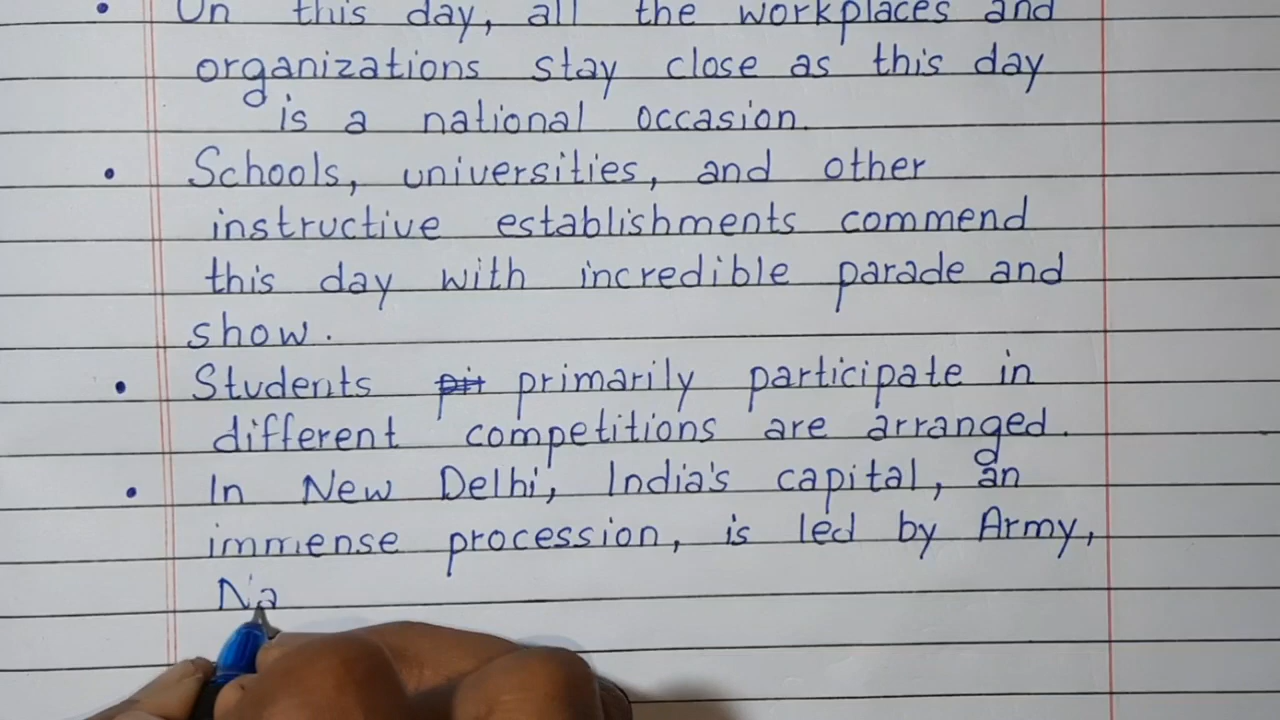 • On this day, all the workplaces and
organizations stay close as this day
is a national occasion.
• Schools, universities, and other
instructive establishments commend
this day with incredible parade and
show.
• Students primarily participate in
different competitions are arranged.
• In New Delhi, India's capital, an
immense procession, is led by Army,
Na